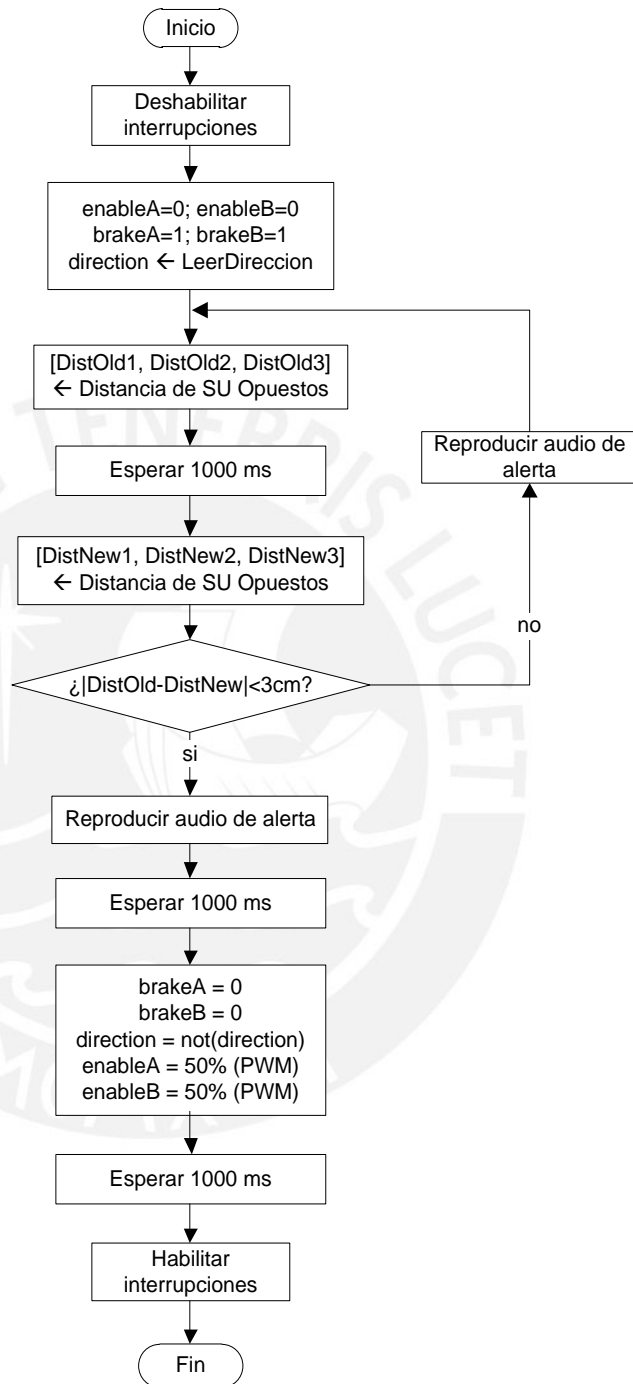 Inicio
Deshabilitar
interrupciones
enableA=0; enableB=0
brakeA=1; brakeB=1
direction ← LeerDireccion
[DistOld1, DistOld2, DistOld3]
← Distancia de SU Opuestos
Reproducir audio de
alerta
Esperar 1000 ms
[DistNew1, DistNew2, DistNew3]
← Distancia de SU Opuestos
no
¿|DistOld-DistNew|<3cm?
si
Reproducir audio de alerta
Esperar 1000 ms
brakeA = 0
brakeB = 0
direction = not(direction)
enableA = 50% (PWM)
enableB = 50% (PWM)
Esperar 1000 ms
Habilitar
interrupciones
Fin
TENEBRIS LUCET